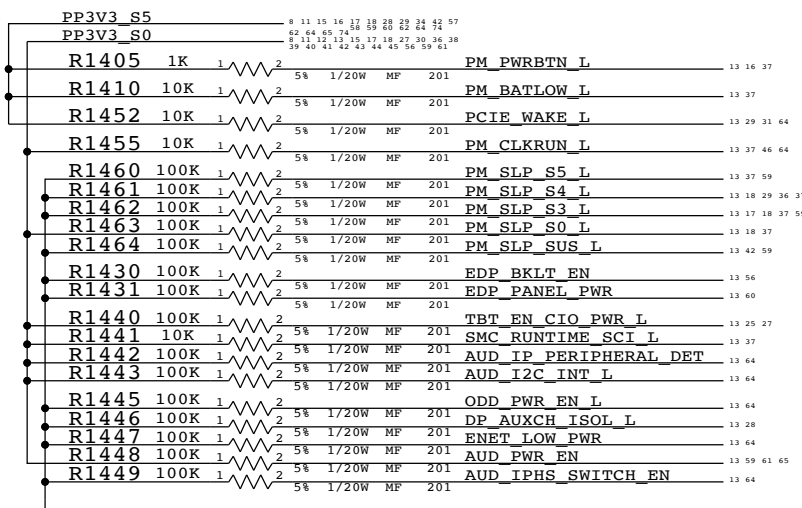 PP3V3_S5 8 11 15 16 17 18 28 29 34 42 57
58 59 60 62 64 74
PP3V3_S0 62 64 65 74
8 11 12 13 15 17 18 27 30 36 38
39 40 41 42 43 44 45 56 59 61
R1405 1K 1 2 PM_PWRBTN_L 13 16 37
5% 1/20W MF 201
R1410 10K 1 2 PM_BATLOW_L 13 37
5% 1/20W MF 201
R1452 10K 1 2 PCIE_WAKE_L 13 29 31 64
5% 1/20W MF 201
R1455 10K 1 2 PM_CLKRUN_L 13 37 46 64
5% 1/20W MF 201
R1460 100K 1 2 PM_SLP_S5_L 13 37 59
5% 1/20W MF 201
R1461 100K 1 2 PM_SLP_S4_L 13 18 29 36
5% 1/20W MF 201
R1462 100K 1 2 PM_SLP_S3_L 13 17 18 37
5% 1/20W MF 201
R1463 100K 1 2 PM_SLP_S0_L 13 18 37
5% 1/20W MF 201
R1464 100K 1 2 PM_SLP_SUS_L 13 42 59
5% 1/20W MF 201
R1430 100K 1 2 EDP_BKLT_EN 13 56
5% 1/20W MF 201
R1431 100K 1 2 EDP_PANEL_PWR 13 60
5% 1/20W MF 201
R1440 100K 1 2 TBT_EN_CIO_PWR_L 13 25 27
5% 1/20W MF 201
R1441 10K 1 2 SMC_RUNTIME_SCI_L 13 37
5% 1/20W MF 201
R1442 100K 1 2 AUD_IP_PERIPHERAL_DET 13 64
5% 1/20W MF 201
R1443 100K 1 2 AUD_I2C_INT_L 13 64
5% 1/20W MF 201
R1445 100K 1 2 ODD_PWR_EN_L 13 64
5% 1/20W MF 201
R1446 100K 1 2 DP_AUXCH_ISOL_L 13 28
5% 1/20W MF 201
R1447 100K 1 2 ENET_LOW_PWR 13 64
5% 1/20W MF 201
R1448 100K 1 2 AUD_PWR_EN 13 59 61 65
5% 1/20W MF 201
R1449 100K 1 2 AUD_IPHS_SWITCH_EN 13 64
5% 1/20W MF 201